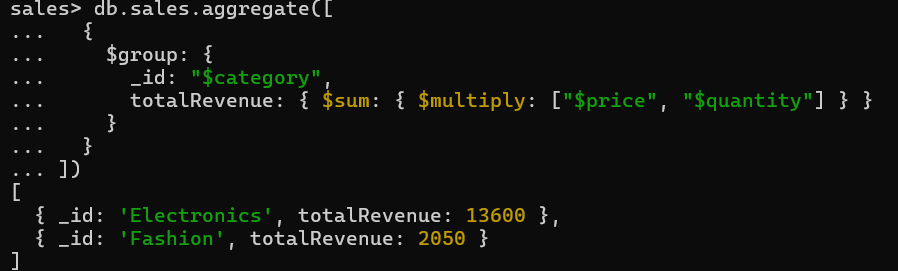 sales> db.sales.aggregate([
...   {
...     $group: {
...       _id: "$category",
...       totalRevenue: { $sum: { $multiply: ["$price", "$quantity"] } }
...     }
...   }
... ])
[
  { _id: 'Electronics', totalRevenue: 13600 },
  { _id: 'Fashion', totalRevenue: 2050 }
]